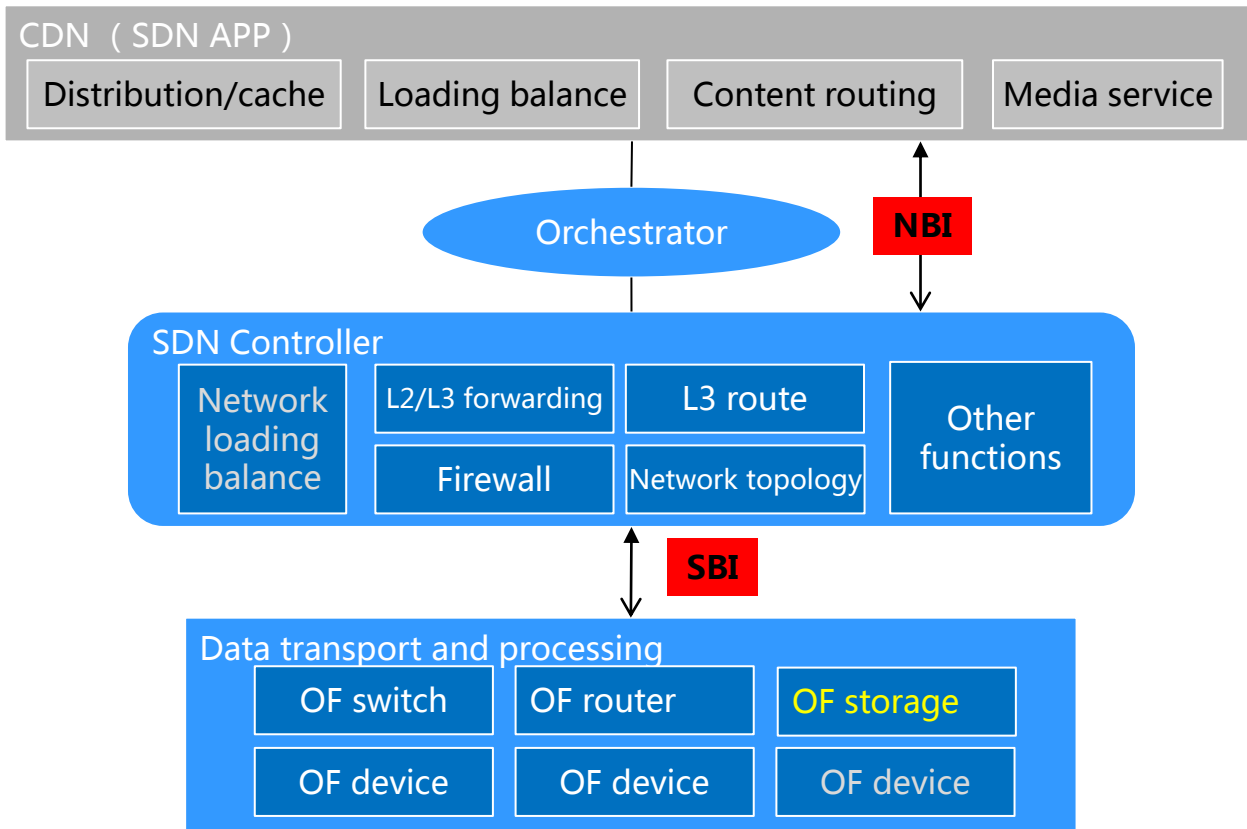 CDN （ SDN APP ）
Distribution/cache
Loading balance
Content routing
Media service
Orchestrator
NBI
SDN Controller
Network
loading
balance
L2/L3 forwarding
L3 route
Firewall
Network topology
Other
functions
SBI
Data transport and processing
OF switch
OF router
OF storage
OF device
OF device
OF device